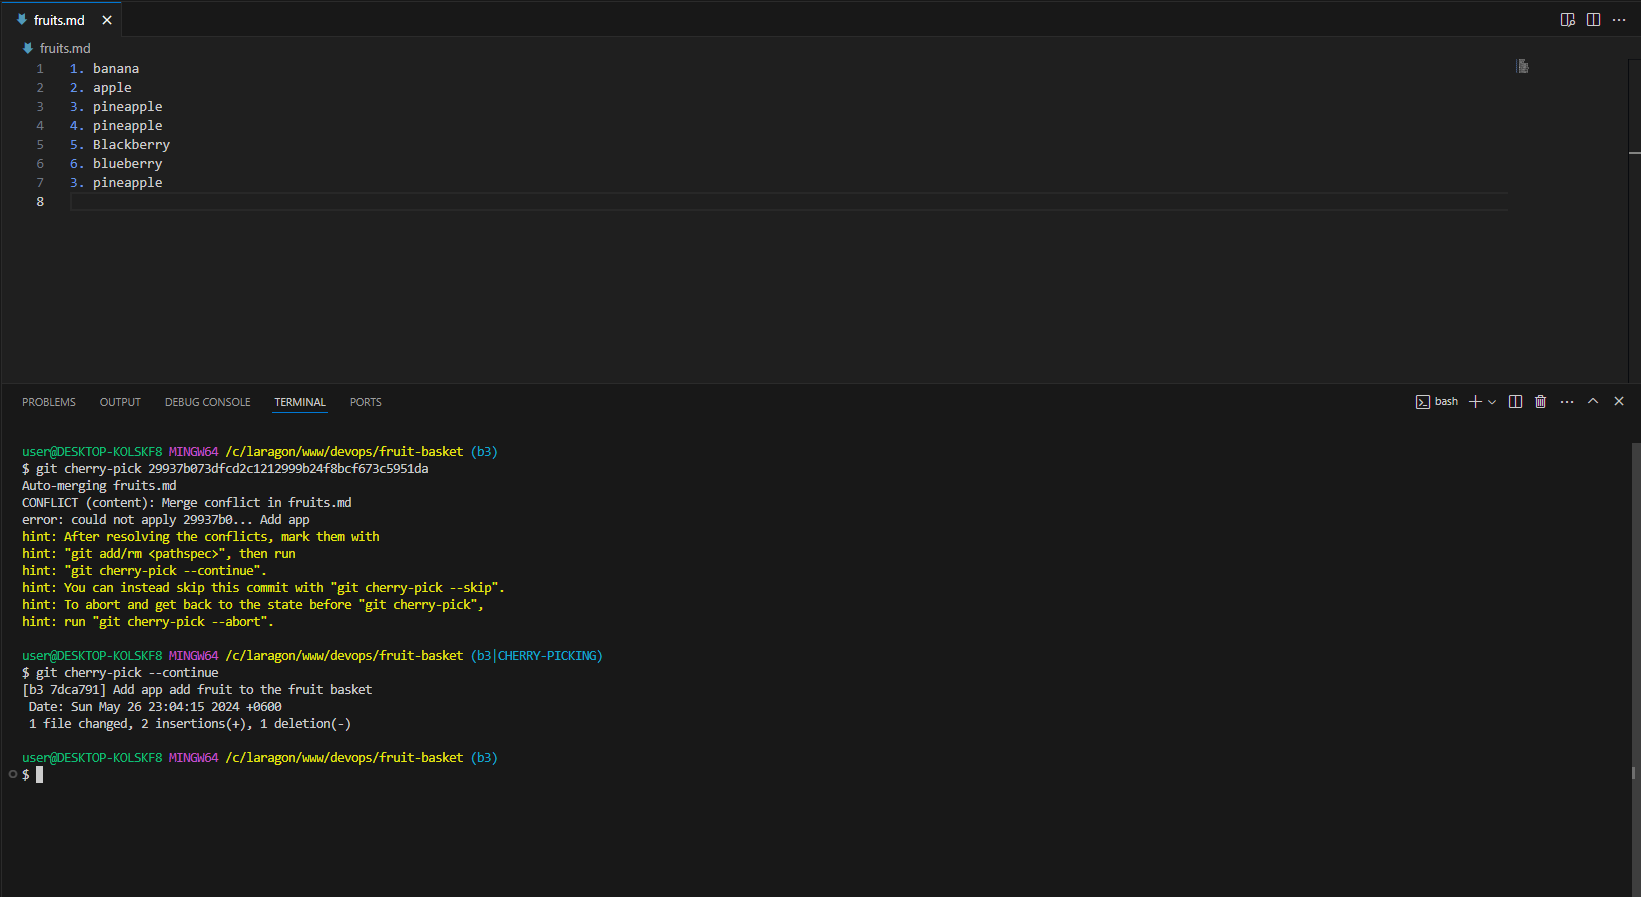 fruits.md
fruits.md
1 1. banana
2 2. apple
3 3. pineapple
4 4. pineapple
5 5. Blackberry
6 6. blueberry
7 3. pineapple
8
PROBLEMS OUTPUT DEBUG CONSOLE TERMINAL PORTS bash
user@DESKTOP-KOLSKF8 MINGW64 /c/laragon/www/devops/fruit-basket (b3)
$ git cherry-pick 29937b073dfcd2c1212999b24f8bcf673c5951da
Auto-merging fruits.md
CONFLICT (content): Merge conflict in fruits.md
error: could not apply 29937b0... Add app
hint: After resolving the conflicts, mark them with
hint: "git add/rm <pathspec>", then run
hint: "git cherry-pick --continue".
hint: You can instead skip this commit with "git cherry-pick --skip".
hint: To abort and get back to the state before "git cherry-pick",
hint: run "git cherry-pick --abort".
user@DESKTOP-KOLSKF8 MINGW64 /c/laragon/www/devops/fruit-basket (b3|CHERRY-PICKING)
$ git cherry-pick --continue
[b3 7dca791] Add app add fruit to the fruit basket
Date: Sun May 26 23:04:15 2024 +0600
1 file changed, 2 insertions(+), 1 deletion(-)
user@DESKTOP-KOLSKF8 MINGW64 /c/laragon/www/devops/fruit-basket (b3)
$